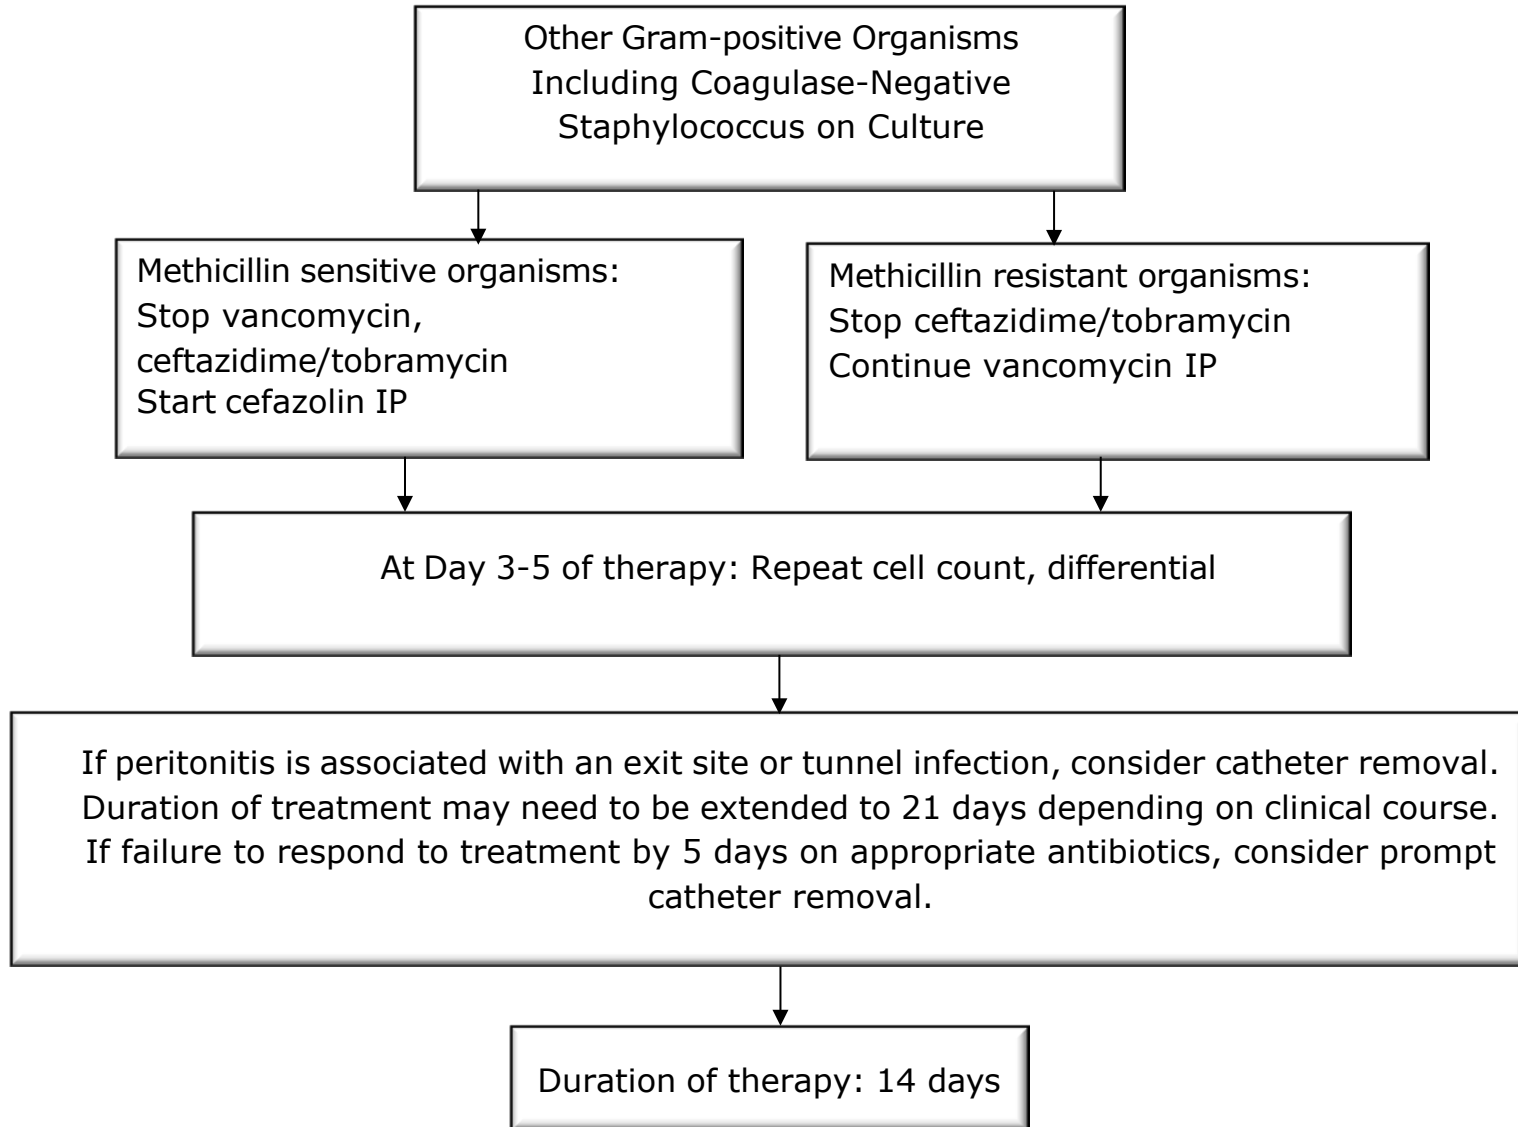 Other Gram-positive Organisms
Including Coagulase-Negative
Staphylococcus on Culture
Methicillin sensitive organisms:
Stop vancomycin,
ceftazidime/tobramycin
Start cefazolin IP
Methicillin resistant organisms:
Stop ceftazidime/tobramycin
Continue vancomycin IP
At Day 3-5 of therapy: Repeat cell count, differential
If peritonitis is associated with an exit site or tunnel infection, consider catheter removal.
Duration of treatment may need to be extended to 21 days depending on clinical course.
If failure to respond to treatment by 5 days on appropriate antibiotics, consider prompt
catheter removal.
Duration of therapy: 14 days